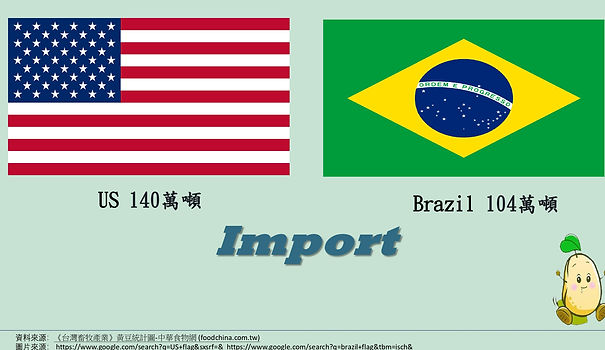 ORDEM E PROGRESSO
US 140萬噸
Brazil 104萬噸
Import
資料來源: 《台灣畜牧產業》黃豆統計圖-中華食物網 (foodchina.com.tw)
圖片來源: https://www.google.com/search?q=US+flag&sxsrf=& https://www.google.com/search?q=brazil+flag&tbm=isch&